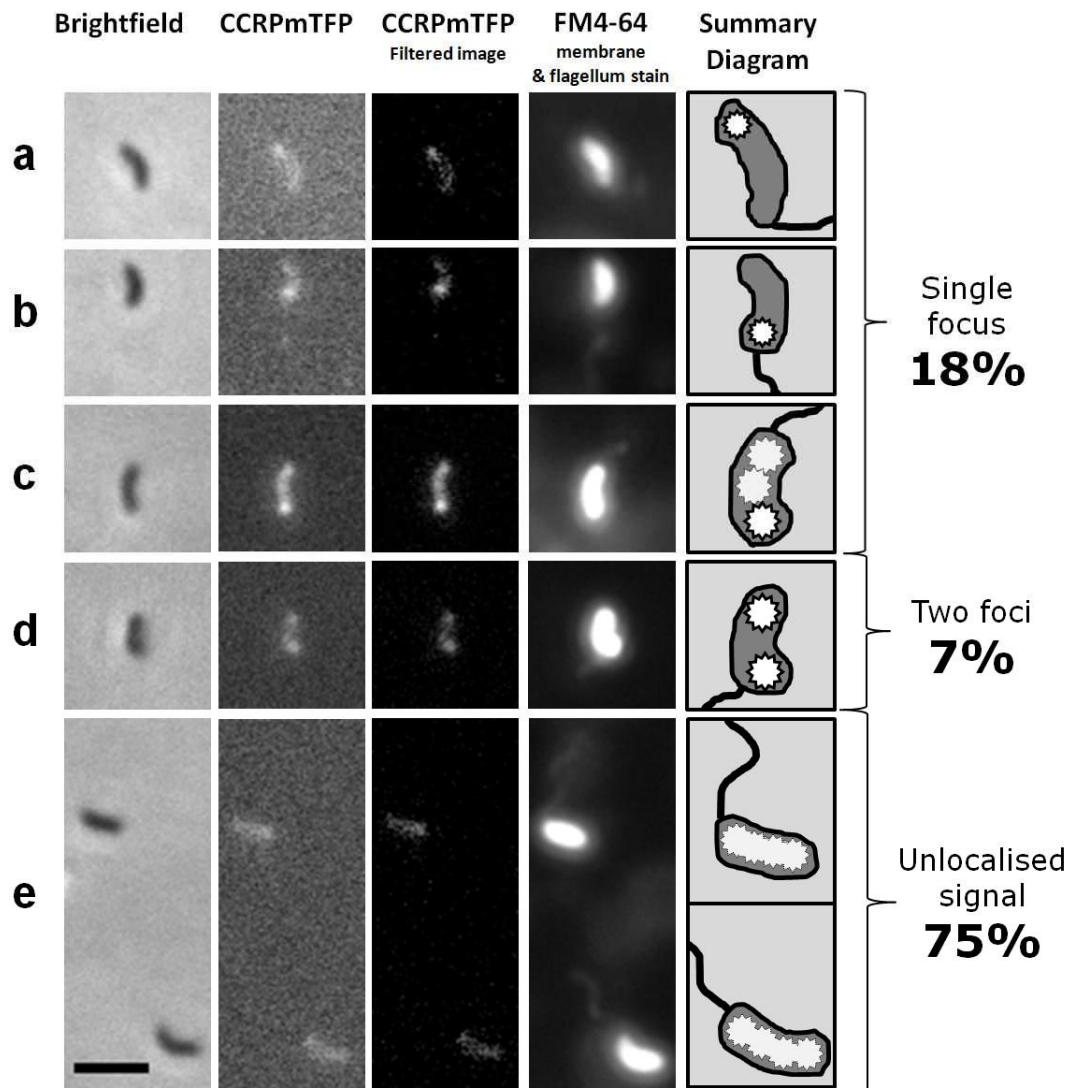 Brightfield
CCRPmTFP
CCRPmTFP
Filtered image
FM4-64
membrane
& flagellum stain
Summary
Diagram
a
b
c
d
e
Single
focus
18%
Two foci
7%
Unlocalised
signal
75%